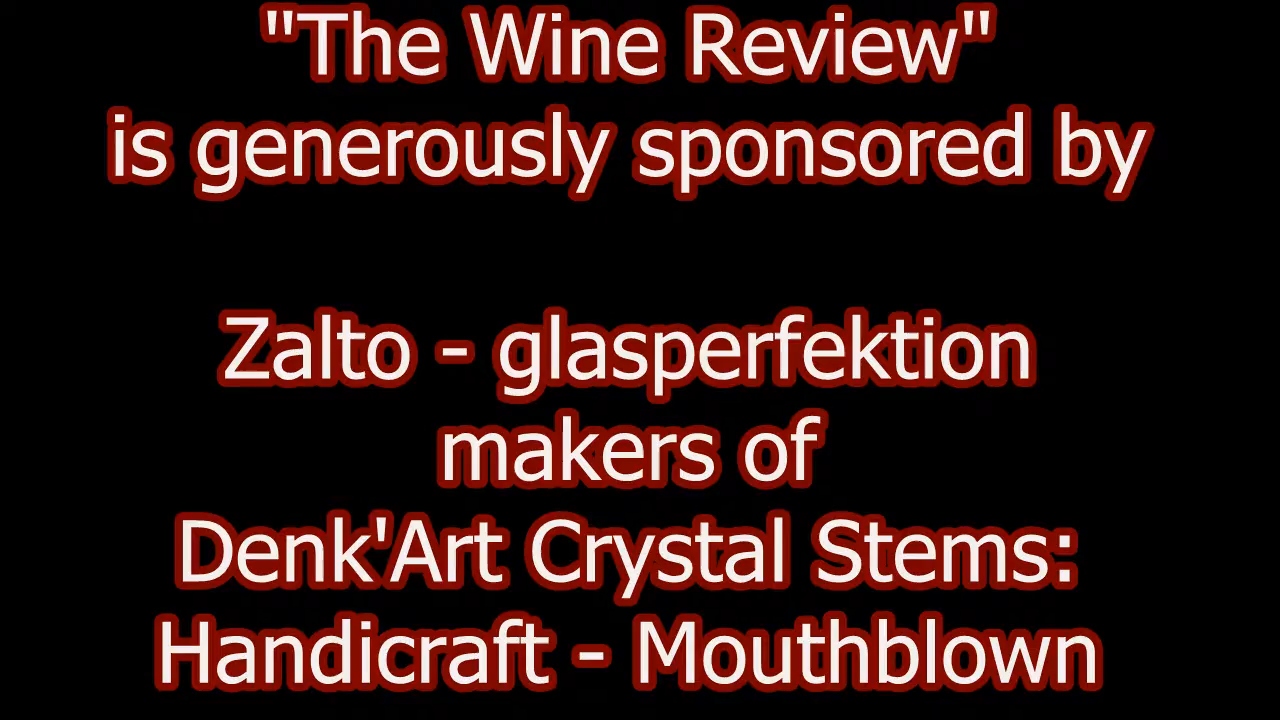 "The Wine Review"
is generously sponsored by
Zalto - glasperfektion
makers of
Denk'Art Crystal Stems:
Handicraft - Mouthblown